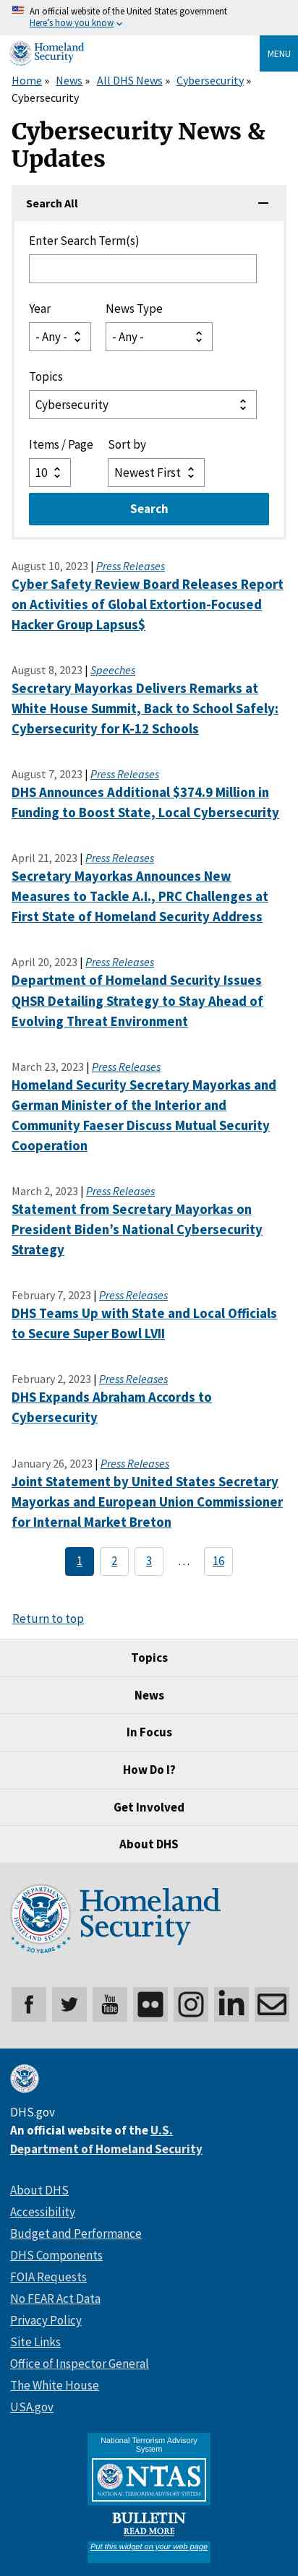 An official website of the United States government
Here's how you know
Homeland
Security
MENU
Home » News » All DHS News » Cybersecurity »
Cybersecurity
Cybersecurity News &
Updates
Search All
Enter Search Term(s)
Year News Type
- Any - - Any -
Topics
Cybersecurity
Items / Page Sort by
10 Newest First
Search
August 10, 2023 | Press Releases
Cyber Safety Review Board Releases Report
on Activities of Global Extortion-Focused
Hacker Group Lapsus$
August 8, 2023 | Speeches
Secretary Mayorkas Delivers Remarks at
White House Summit, Back to School Safely:
Cybersecurity for K-12 Schools
August 7, 2023 | Press Releases
DHS Announces Additional $374.9 Million in
Funding to Boost State, Local Cybersecurity
April 21, 2023 | Press Releases
Secretary Mayorkas Announces New
Measures to Tackle A.I., PRC Challenges at
First State of Homeland Security Address
April 20, 2023 | Press Releases
Department of Homeland Security Issues
QHSR Detailing Strategy to Stay Ahead of
Evolving Threat Environment
March 23, 2023 | Press Releases
Homeland Security Secretary Mayorkas and
German Minister of the Interior and
Community Faeser Discuss Mutual Security
Cooperation
March 2, 2023 | Press Releases
Statement from Secretary Mayorkas on
President Biden's National Cybersecurity
Strategy
February 7, 2023 | Press Releases
DHS Teams Up with State and Local Officials
to Secure Super Bowl LVII
February 2, 2023 | Press Releases
DHS Expands Abraham Accords to
Cybersecurity
January 26, 2023 | Press Releases
Joint Statement by United States Secretary
Mayorkas and European Union Commissioner
for Internal Market Breton
1 2 3 … 16
Return to top
Topics
News
In Focus
How Do I?
Get Involved
About DHS
U.S. DEPARTMENT OF HOMELAND SECURITY
20 YEARS
Homeland
Security
You
Tube
DHS.gov
An official website of the U.S.
Department of Homeland Security
About DHS
Accessibility
Budget and Performance
DHS Components
FOIA Requests
No FEAR Act Data
Privacy Policy
Site Links
Office of Inspector General
The White House
USA.gov
National Terrorism Advisory
System
NTAS
NATIONAL TERRORISM ADVISORY SYSTEM
BULLETIN
READ MORE
Put this widget on your web page